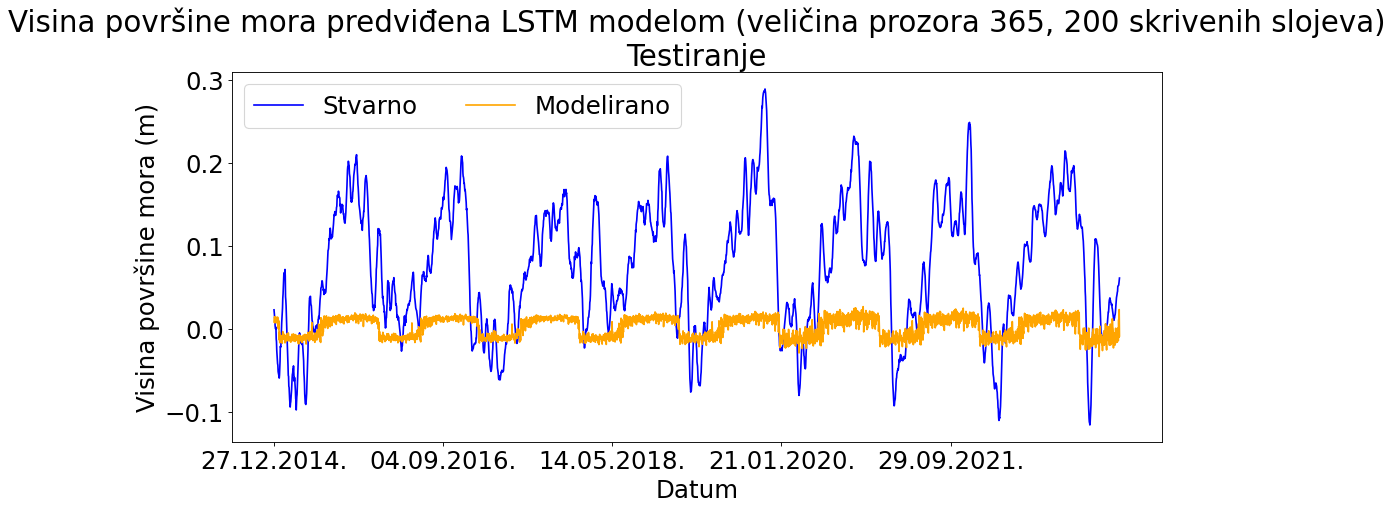 Visina površine mora predviđena LSTM modelom (veličina prozora 365, 200 skrivenih slojeva)
Testiranje
Stvarno Modelirano
Visina površine mora (m)
0.3
0.2
0.1
0.0
−0.1
27.12.2014. 04.09.2016. 14.05.2018. 21.01.2020. 29.09.2021.
Datum